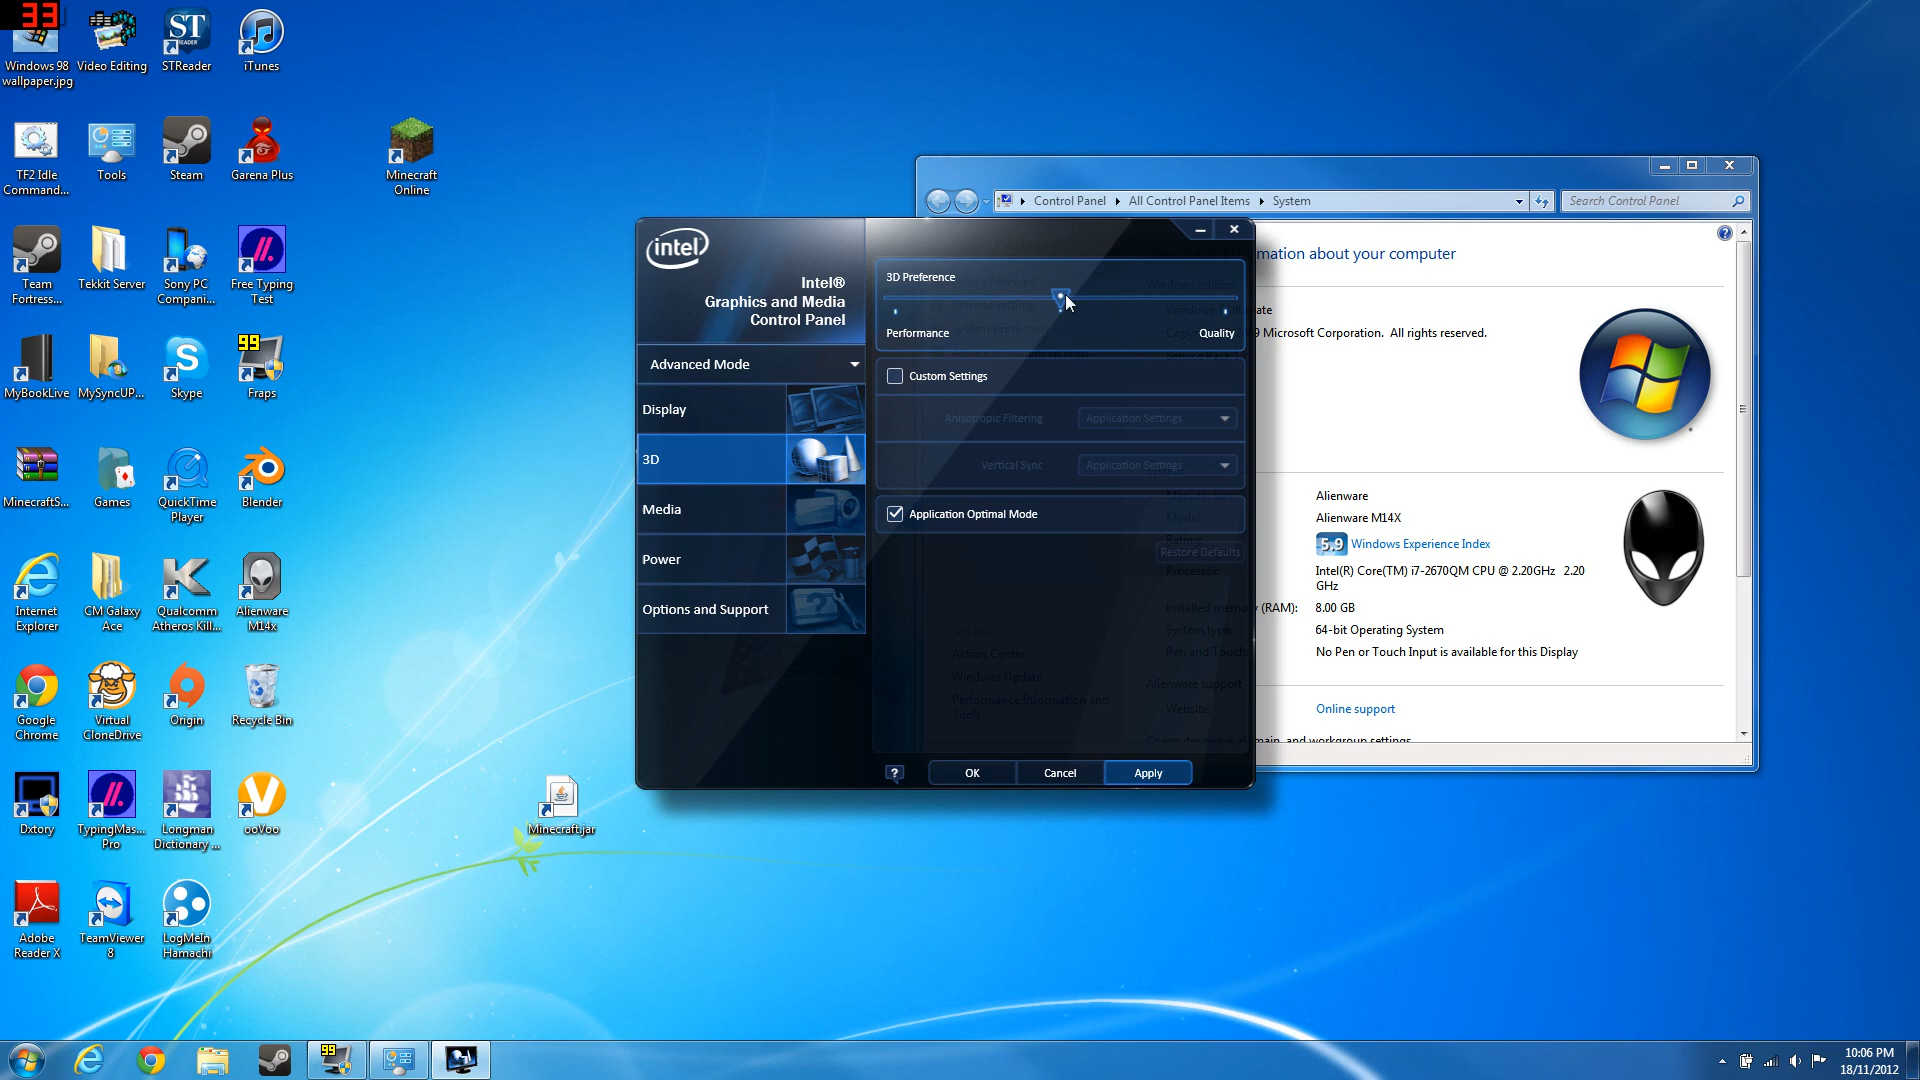 33
Windows 98
wallpaper.jpg
Video Editing
ST
READER
STReader
iTunes
TF2 Idle
Command...
Tools
Steam
Garena Plus
Minecraft
Online
Team
Fortress...
Tekkit Server
Sony PC
Compani...
Free Typing
Test
MyBookLive
MySyncUP...
Skype
99
Fraps
MinecraftS...
Games
QuickTime
Player
Blender
Internet
Explorer
CM Galaxy
Ace
Qualcomm
Atheros Kill...
Alienware
M14x
Google
Chrome
Virtual
CloneDrive
Origin
Recycle Bin
Dxtory
TypingMas...
Pro
Longman
Dictionary ...
ooVoo
Minecraft.jar
Adobe
Reader X
TeamViewer
8
LogMeIn
Hamachi
intel
Intel®
Graphics and Media
Control Panel
Advanced Mode
Display
3D
Media
Power
Options and Support
3D Preference
Performance
Quality
Custom Settings
Anisotropic Filtering
Application Settings
Vertical Sync
Application Settings
Application Optimal Mode
Restore Defaults
OK
Cancel
Apply
Control Panel
All Control Panel Items
System
Search Control Panel
mation about your computer
Windows edition
Microsoft Corporation. All rights reserved.
Alienware
Model
Alienware M14X
5.9 Windows Experience Index
Processor:
Intel(R) Core(TM) i7-2670QM CPU @ 2.20GHz 2.20
GHz
Installed memory (RAM):
8.00 GB
System type:
64-bit Operating System
Pen and Touch:
No Pen or Touch Input is available for this Display
See also
Action Center
Windows Update
Performance Information and
Tools
Alienware support
Website:
Online support
Computer name, domain, and workgroup settings
99
10:06 PM
18/11/2012